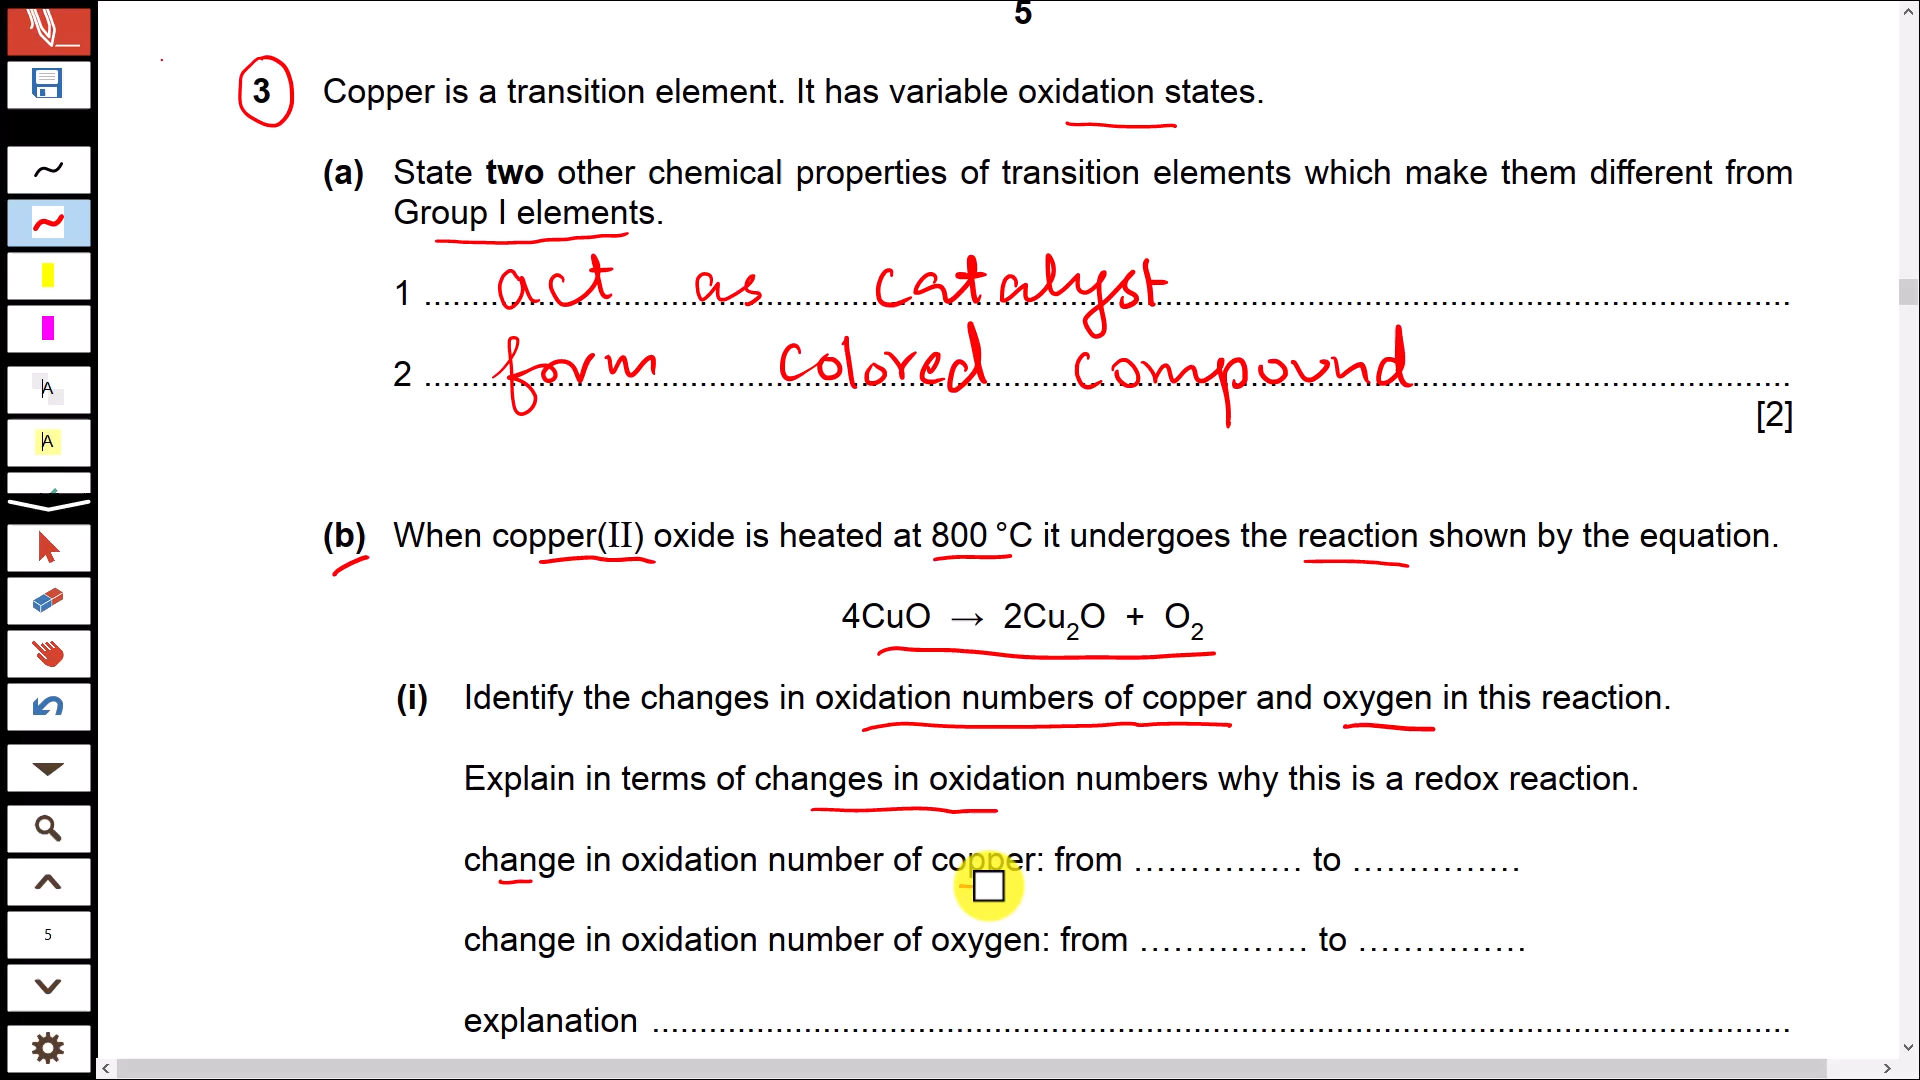 5
3 Copper is a transition element. It has variable oxidation states.
(a) State two other chemical properties of transition elements which make them different from
Group I elements.
1 ........ act as catalyst ........
2 ........ form colored compound ........
[2]
(b) When copper(II) oxide is heated at 800 °C it undergoes the reaction shown by the equation.
4CuO → 2Cu₂O + O₂
(i) Identify the changes in oxidation numbers of copper and oxygen in this reaction.
Explain in terms of changes in oxidation numbers why this is a redox reaction.
change in oxidation number of copper: from ............... to ...............
change in oxidation number of oxygen: from ............... to ...............
explanation ........................................
A
A
5